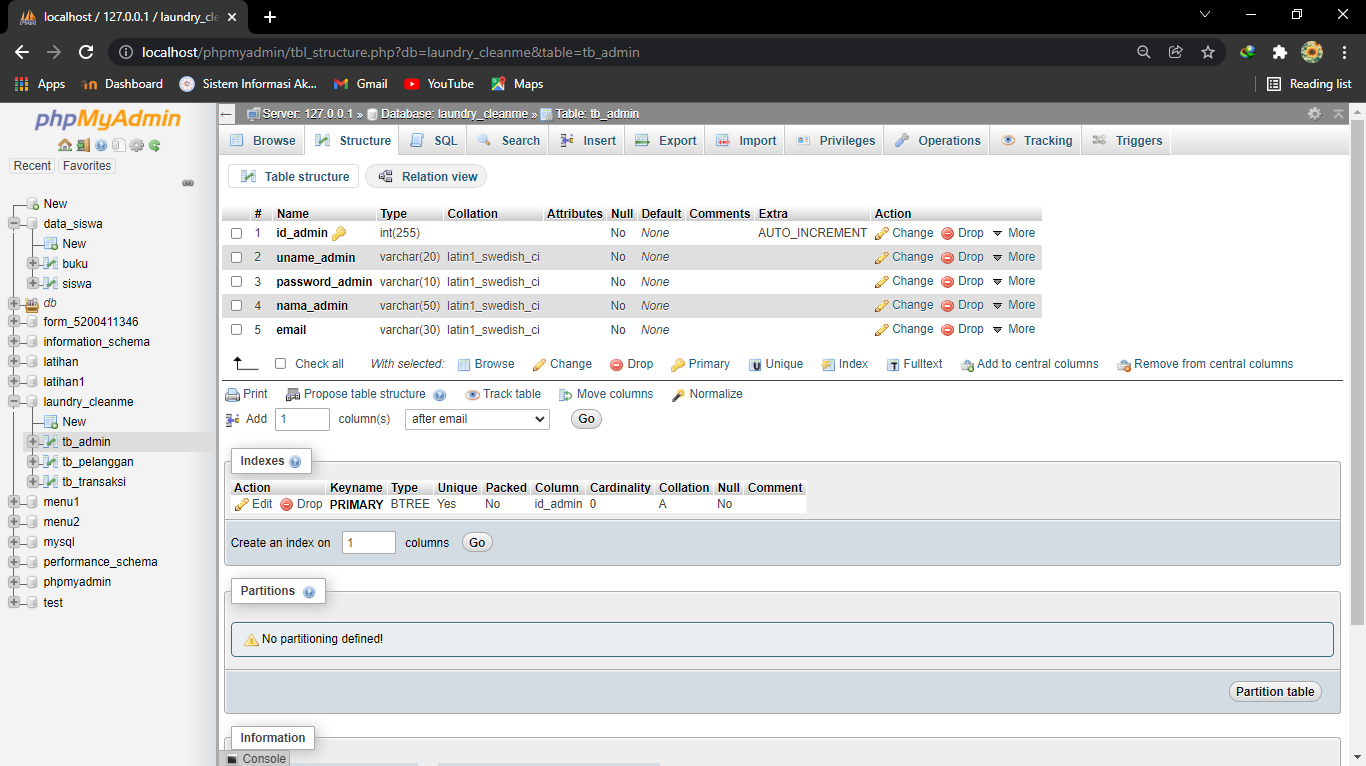 localhost / 127.0.0.1 / laundry_cle
localhost/phpmyadmin/tbl_structure.php?db=laundry_cleanme&table=tb_admin
Apps Dashboard Sistem Informasi Ak... Gmail YouTube Maps Reading list
phpMyAdmin
Recent Favorites
New
data_siswa
New
buku
siswa
db
form_5200411346
information_schema
latihan
latihan1
laundry_cleanme
New
tb_admin
tb_pelanggan
tb_transaksi
menu1
menu2
mysql
performance_schema
phpmyadmin
test
Server: 127.0.0.1 » Database: laundry_cleanme » Table: tb_admin
Browse Structure SQL Search Insert Export Import Privileges Operations Tracking Triggers
Table structure Relation view
# Name Type Collation Attributes Null Default Comments Extra Action
1 id_admin int(255) No None AUTO_INCREMENT Change Drop More
2 uname_admin varchar(20) latin1_swedish_ci No None Change Drop More
3 password_admin varchar(10) latin1_swedish_ci No None Change Drop More
4 nama_admin varchar(50) latin1_swedish_ci No None Change Drop More
5 email varchar(30) latin1_swedish_ci No None Change Drop More
Check all With selected: Browse Change Drop Primary Unique Index Fulltext Add to central columns Remove from central columns
Print Propose table structure Track table Move columns Normalize
Add 1 column(s) after email Go
Indexes
Action Keyname Type Unique Packed Column Cardinality Collation Null Comment
Edit Drop PRIMARY BTREE Yes No id_admin 0 A No
Create an index on 1 columns Go
Partitions
No partitioning defined!
Partition table
Information
Console